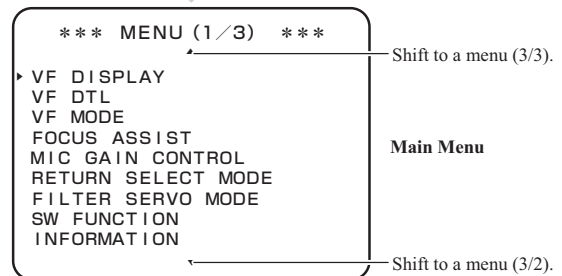 *** MENU (1/3) ***
Shift to a menu (3/3).
VF DISPLAY
VF DTL
VF MODE
FOCUS ASSIST
MIC GAIN CONTROL
RETURN SELECT MODE
FILTER SERVO MODE
SW FUNCTION
INFORMATION
Main Menu
Shift to a menu (3/2).